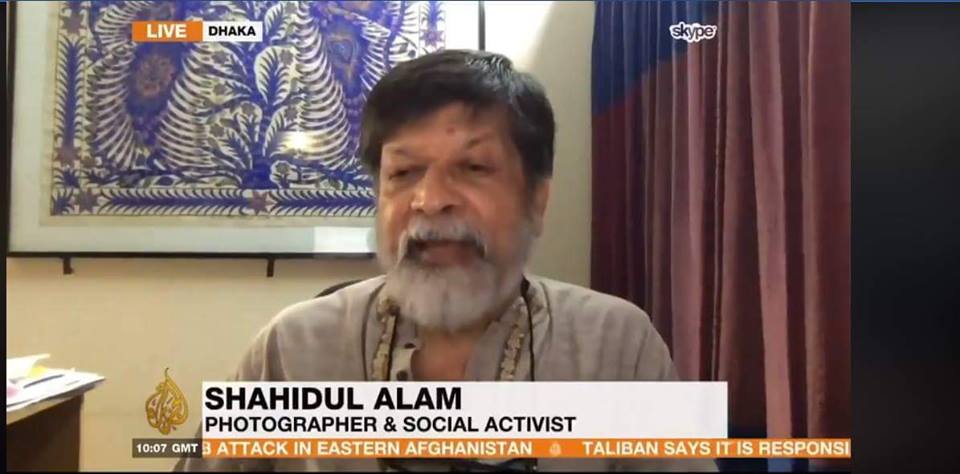 LIVE DHAKA
skype
SHAHIDUL ALAM
PHOTOGRAPHER & SOCIAL ACTIVIST
10:07 GMT B ATTACK IN EASTERN AFGHANISTAN TALIBAN SAYS IT IS RESPONSI